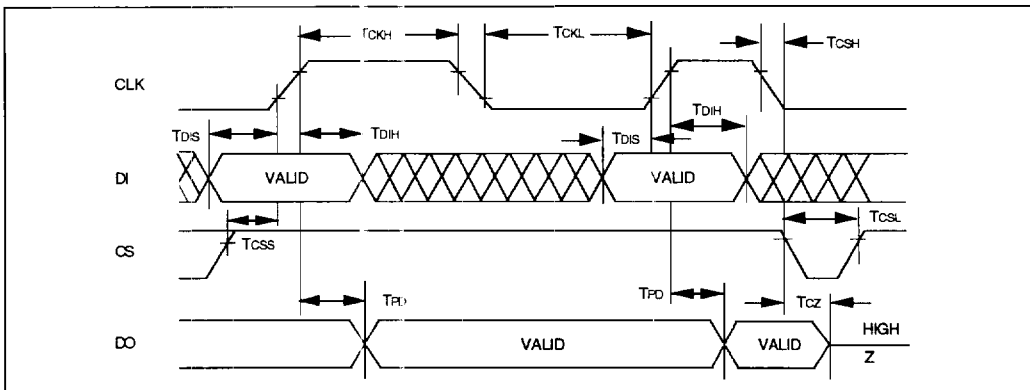 TCKH TCKL TCSH
CLK
TDIS TDIH TDIS TDIH
DI VALID VALID
TCSS TCSL
CS
TPD TPD TCZ
DO VALID VALID HIGH
Z